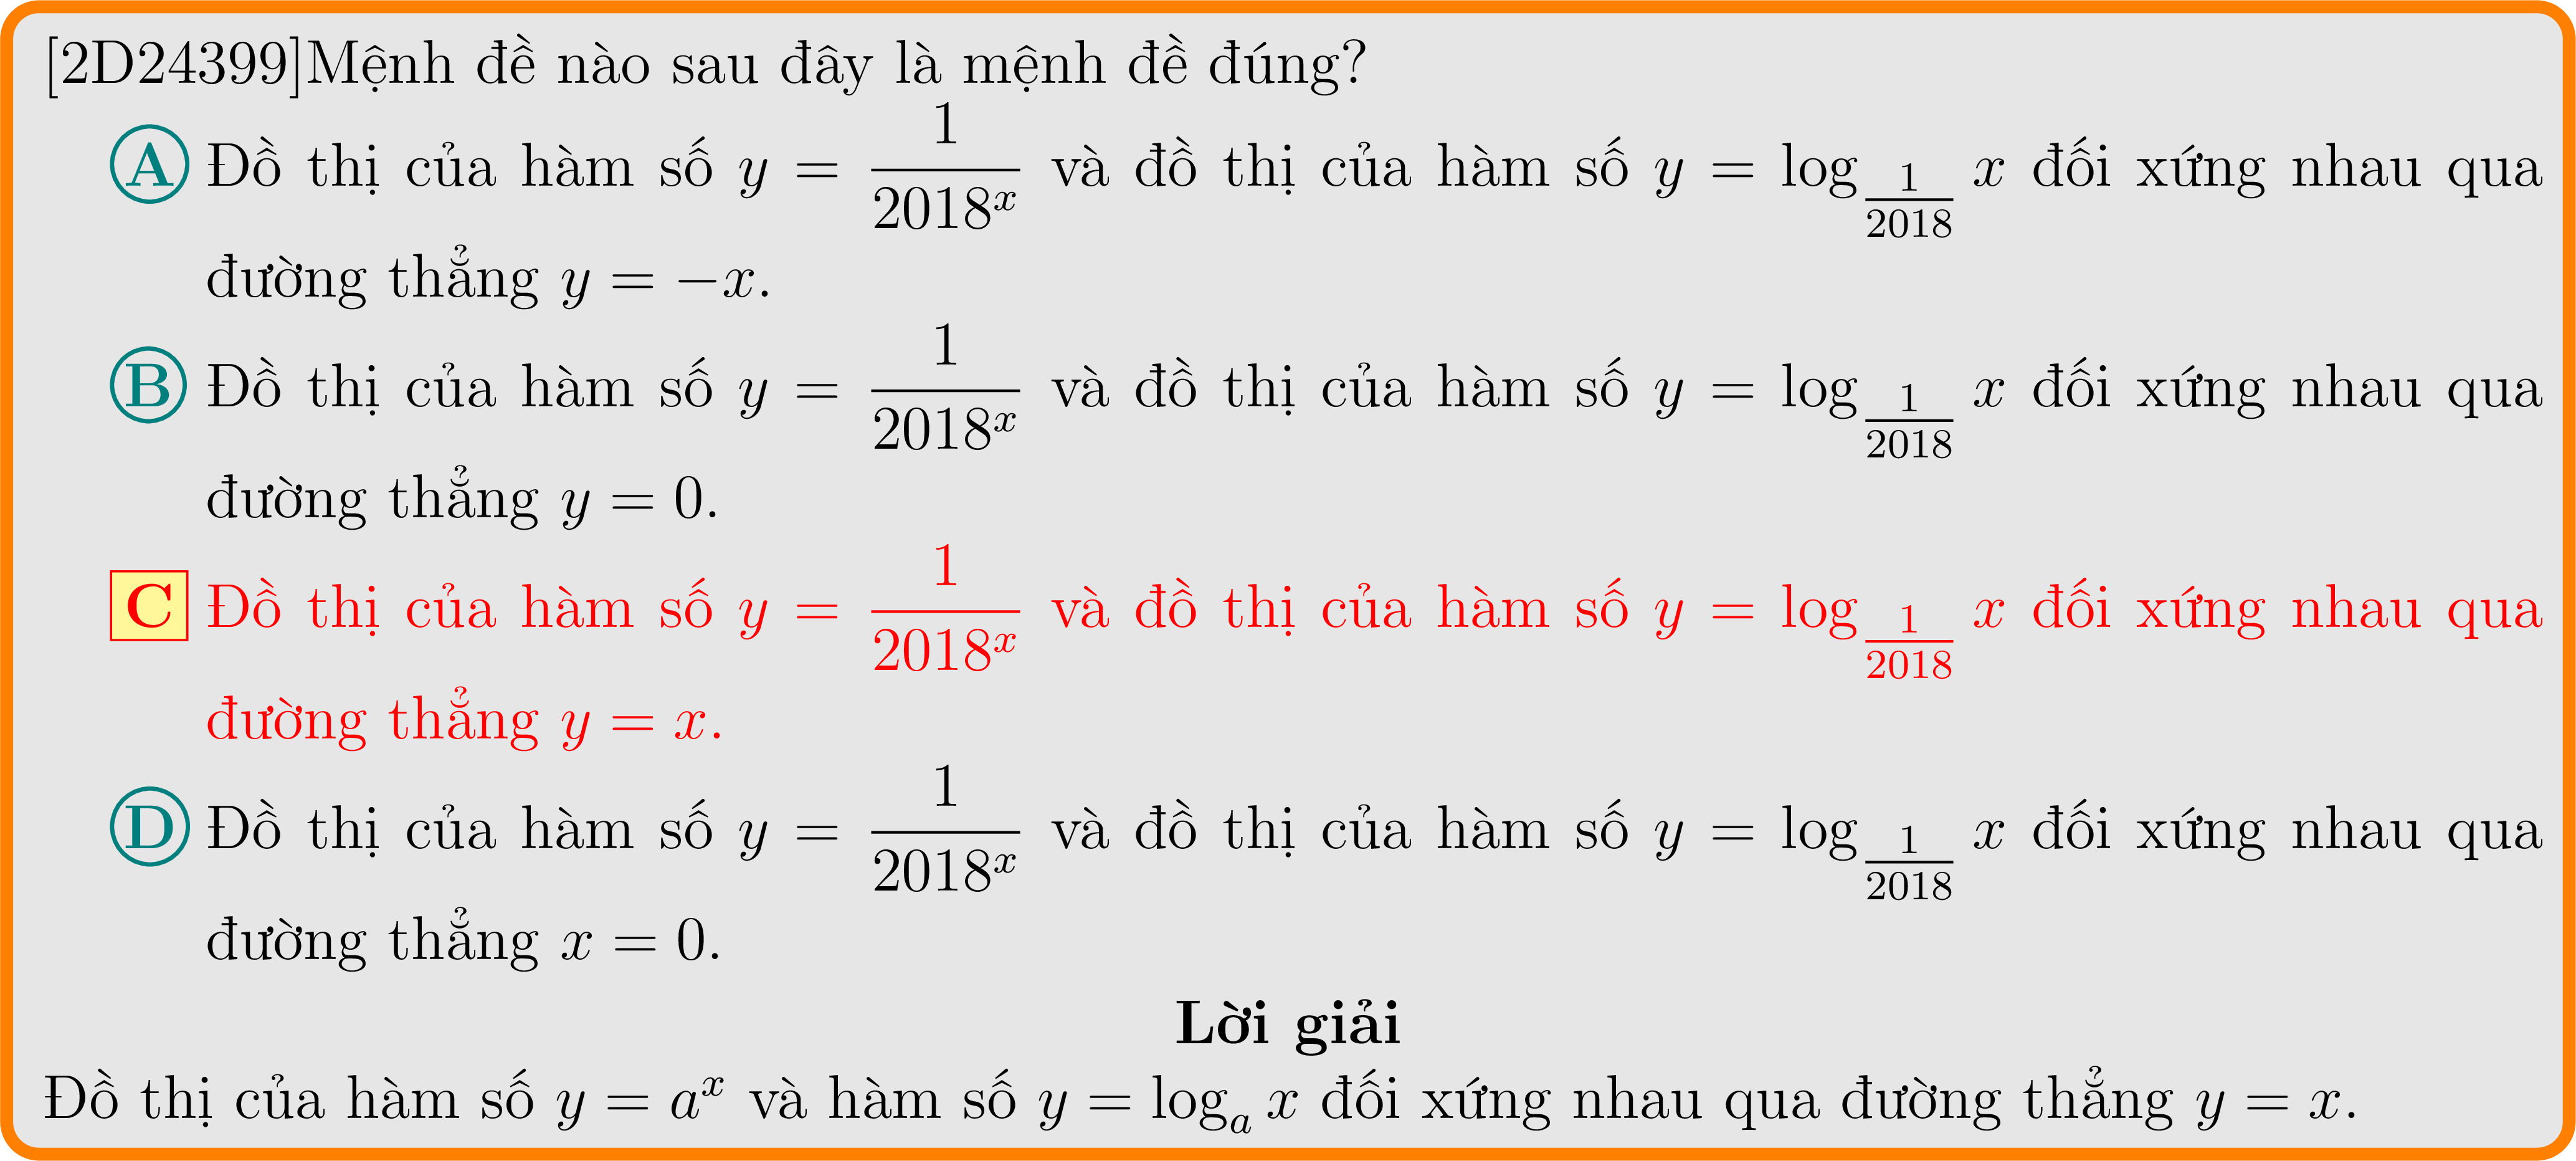 [2D24399]Mệnh đề nào sau đây là mệnh đề đúng?
A Đồ thị của hàm số y = \frac{1}{2018^x} và đồ thị của hàm số y = \log_{\frac{1}{2018}} x đối xứng nhau qua
đường thẳng y = −x.
B Đồ thị của hàm số y = \frac{1}{2018^x} và đồ thị của hàm số y = \log_{\frac{1}{2018}} x đối xứng nhau qua
đường thẳng y = 0.
C Đồ thị của hàm số y = \frac{1}{2018^x} và đồ thị của hàm số y = \log_{\frac{1}{2018}} x đối xứng nhau qua
đường thẳng y = x.
D Đồ thị của hàm số y = \frac{1}{2018^x} và đồ thị của hàm số y = \log_{\frac{1}{2018}} x đối xứng nhau qua
đường thẳng x = 0.
Lời giải
Đồ thị của hàm số y = a^x và hàm số y = \log_a x đối xứng nhau qua đường thẳng y = x.